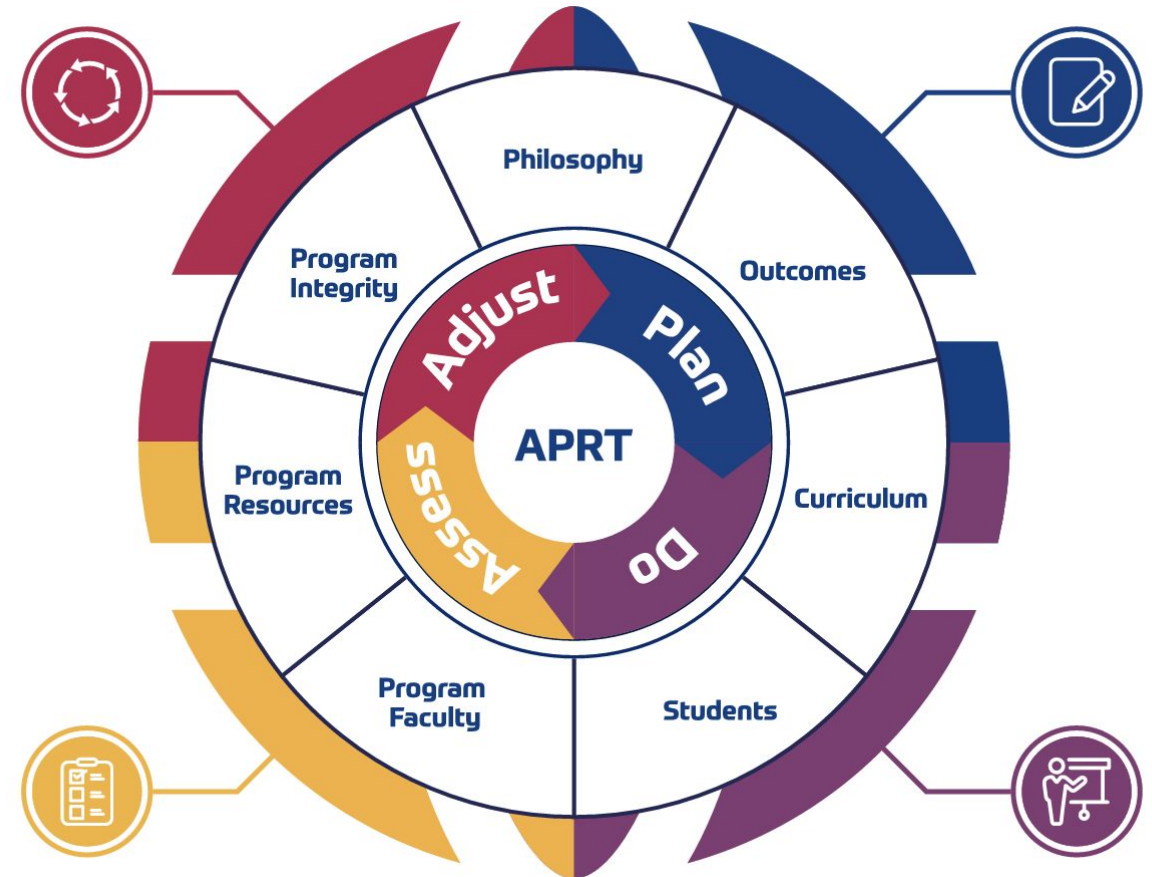 Philosophy
Outcomes
Curriculum
Students
Program
Faculty
Program
Resources
Program
Integrity
Adjust
Plan
Do
Assess
APRT